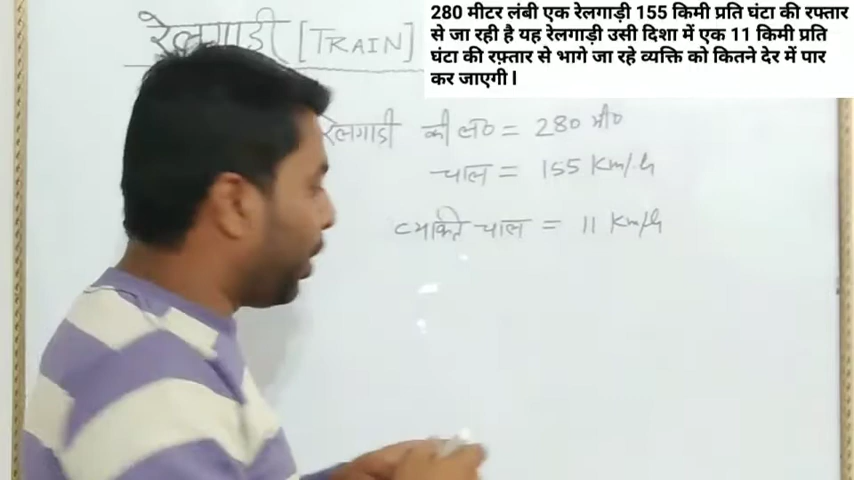 280 मीटर लंबी एक रेलगाड़ी 155 किमी प्रति घंटा की रफ्तार
से जा रही है यह रेलगाड़ी उसी दिशा में एक 11 किमी प्रति
घंटा की रफ़्तार से भागे जा रहे व्यक्ति को कितने देर में पार
कर जाएगी l
रेलगाड़ी [TRAIN]
रेलगाडी की लं० = 280 मी०
चाल = 155 Km/h
व्यक्ति चाल = 11 Km/h